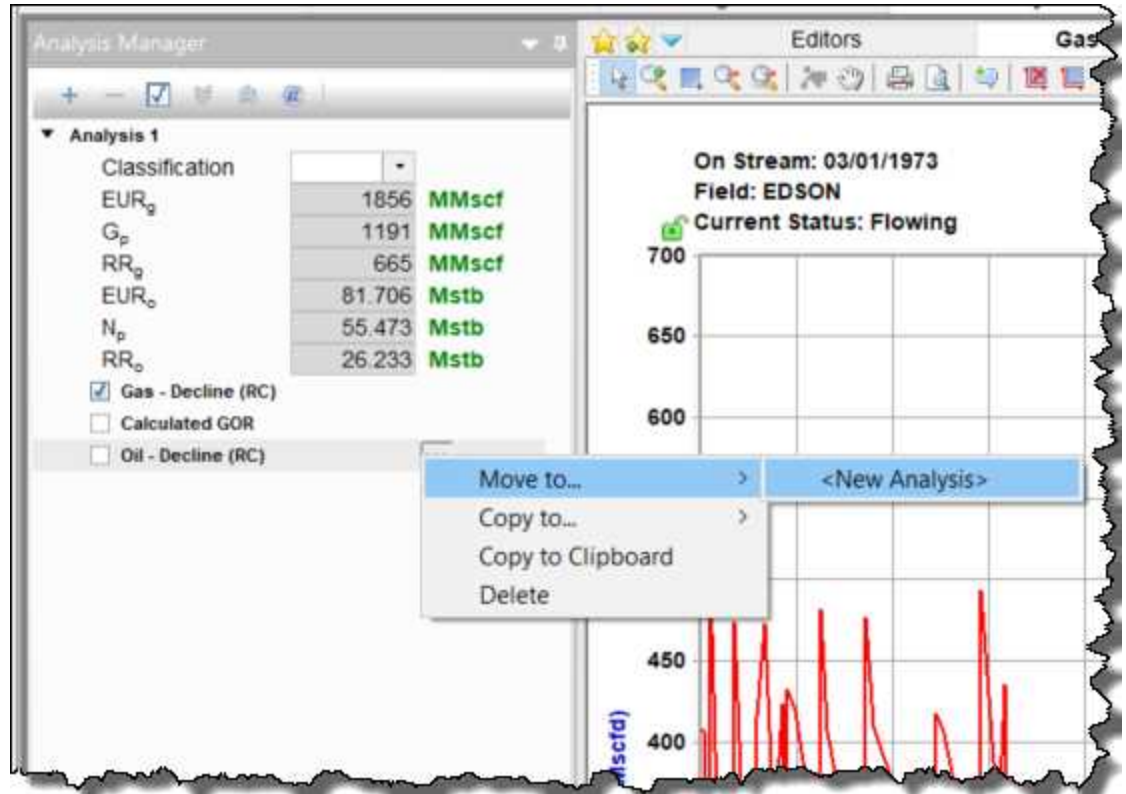 Analysis Manager
Editors
Gas
Analysis 1
Classification
EURg 1856 MMscf
Gp 1191 MMscf
RRg 665 MMscf
EURo 81.706 Mstb
Np 55.473 Mstb
RRo 26.233 Mstb
Gas - Decline (RC)
Calculated GOR
Oil - Decline (RC)
...
Move to... >
<New Analysis>
Copy to... >
Copy to Clipboard
Delete
On Stream: 03/01/1973
Field: EDSON
Current Status: Flowing
700
650
600
450
400